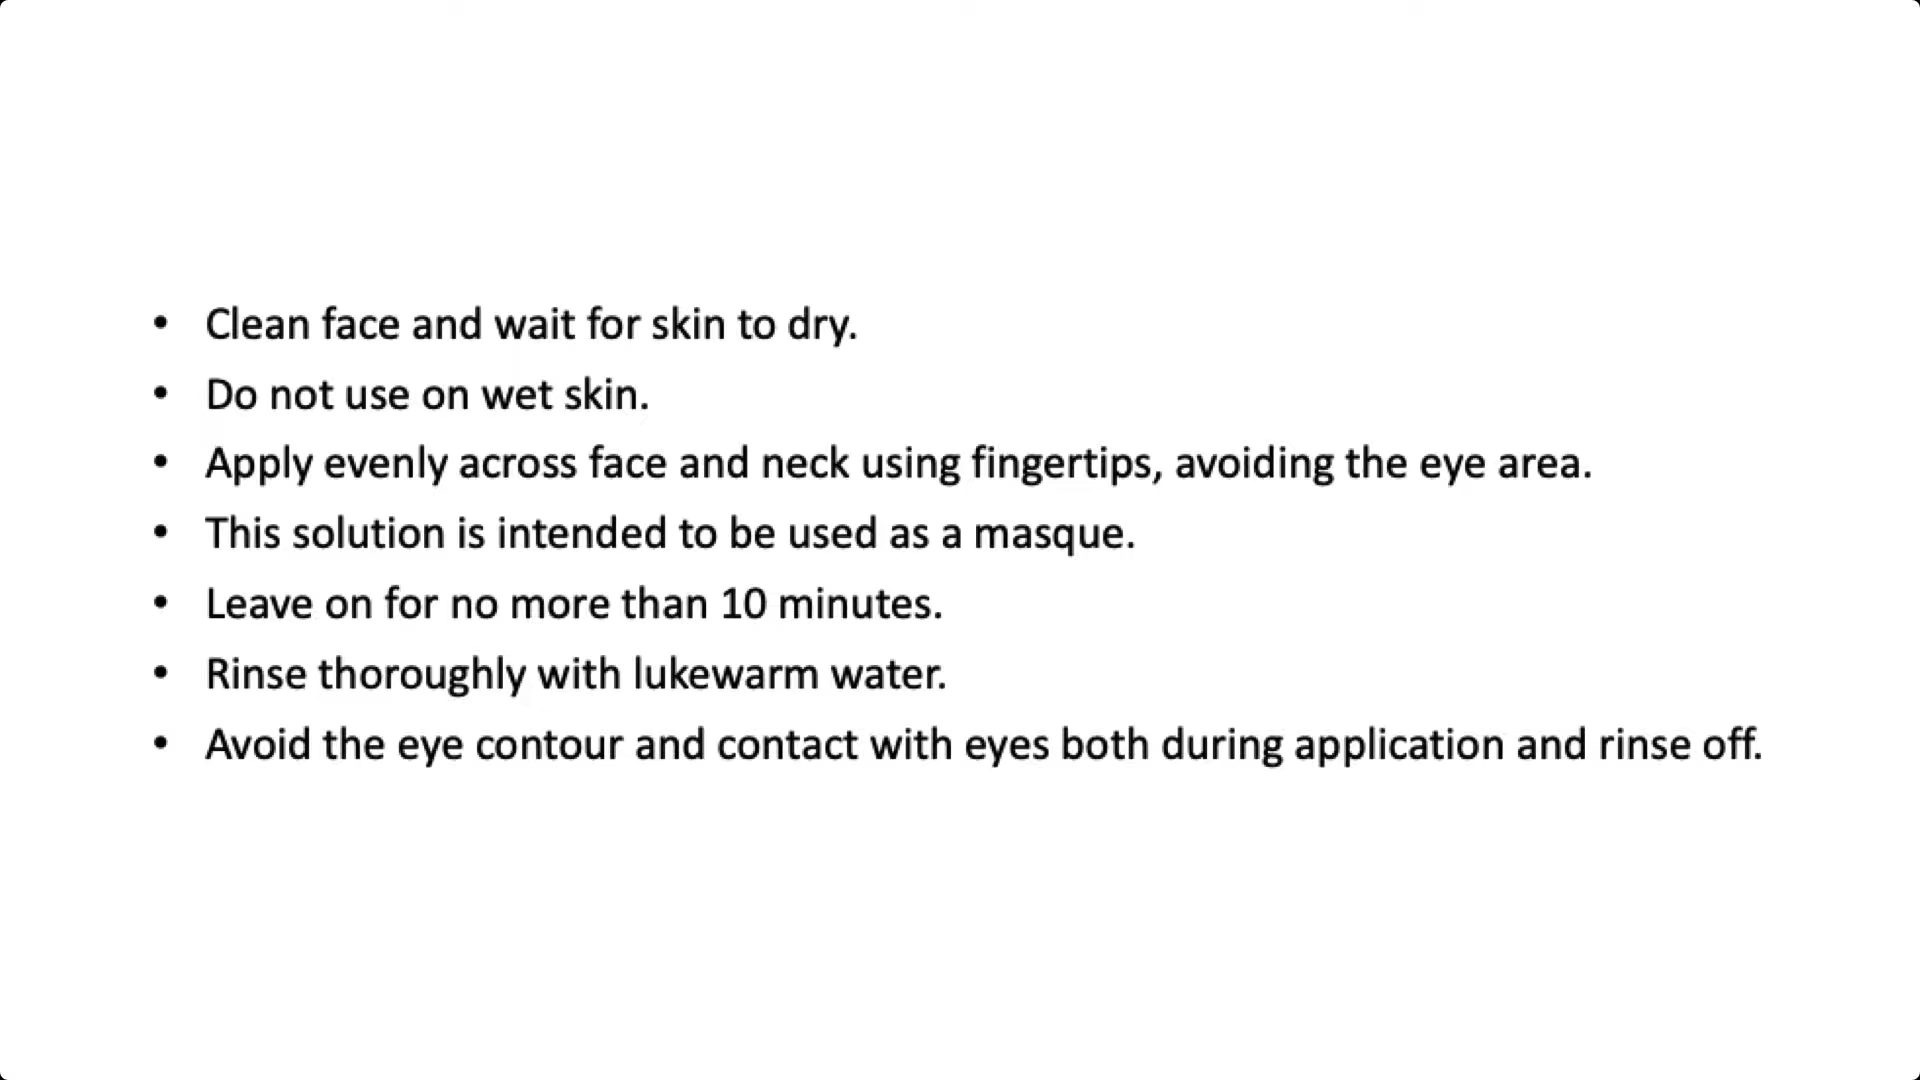 • Clean face and wait for skin to dry.
• Do not use on wet skin.
• Apply evenly across face and neck using fingertips, avoiding the eye area.
• This solution is intended to be used as a masque.
• Leave on for no more than 10 minutes.
• Rinse thoroughly with lukewarm water.
• Avoid the eye contour and contact with eyes both during application and rinse off.